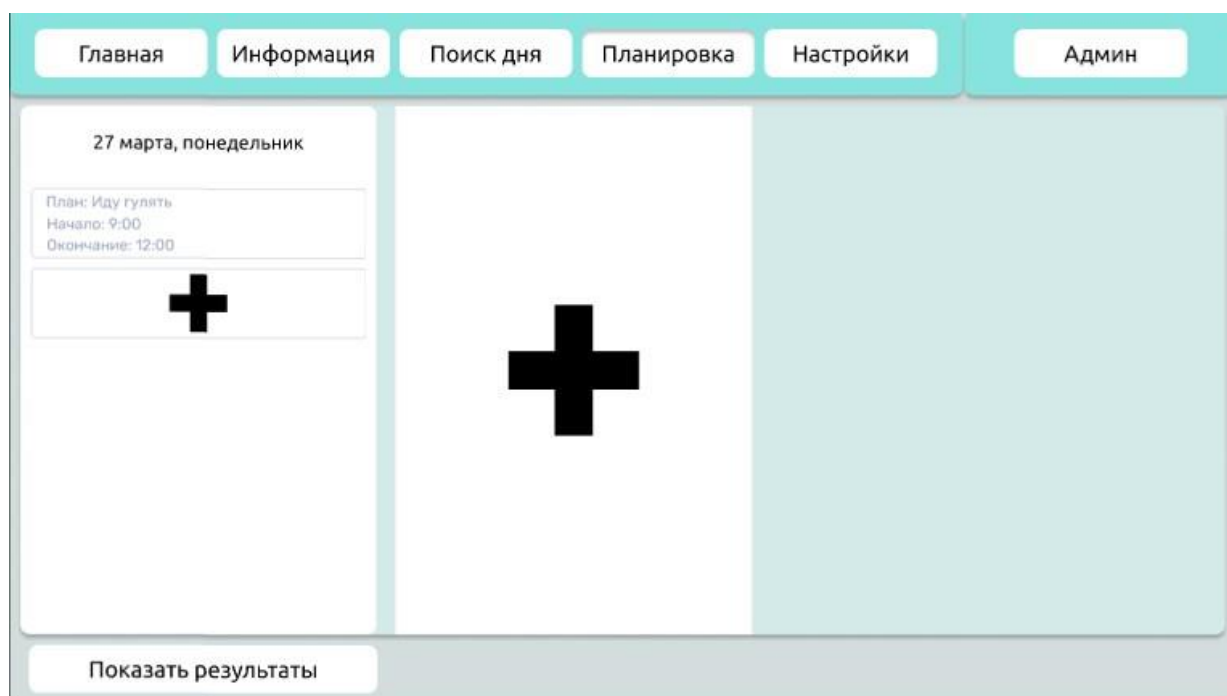 Главная
Информация
Поиск дня
Планировка
Настройки
Админ
27 марта, понедельник
План: Иду гулять
Начало: 9:00
Окончание: 12:00
Показать результаты